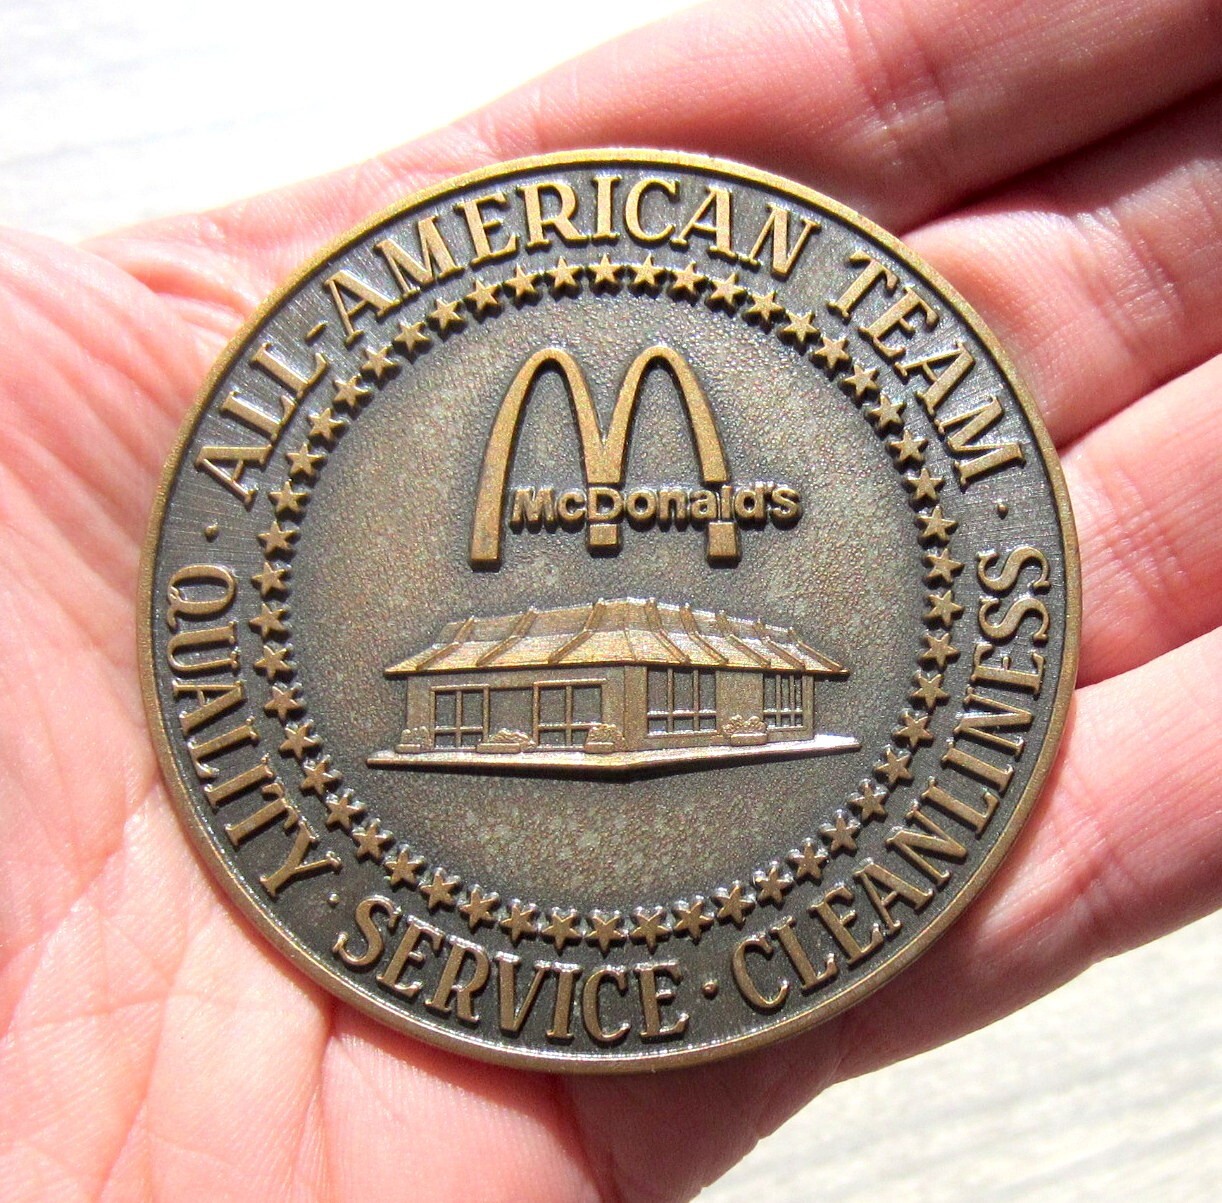 ALL-AMERICAN TEAM
McDonald's
· QUALITY · SERVICE · CLEANLINESS ·